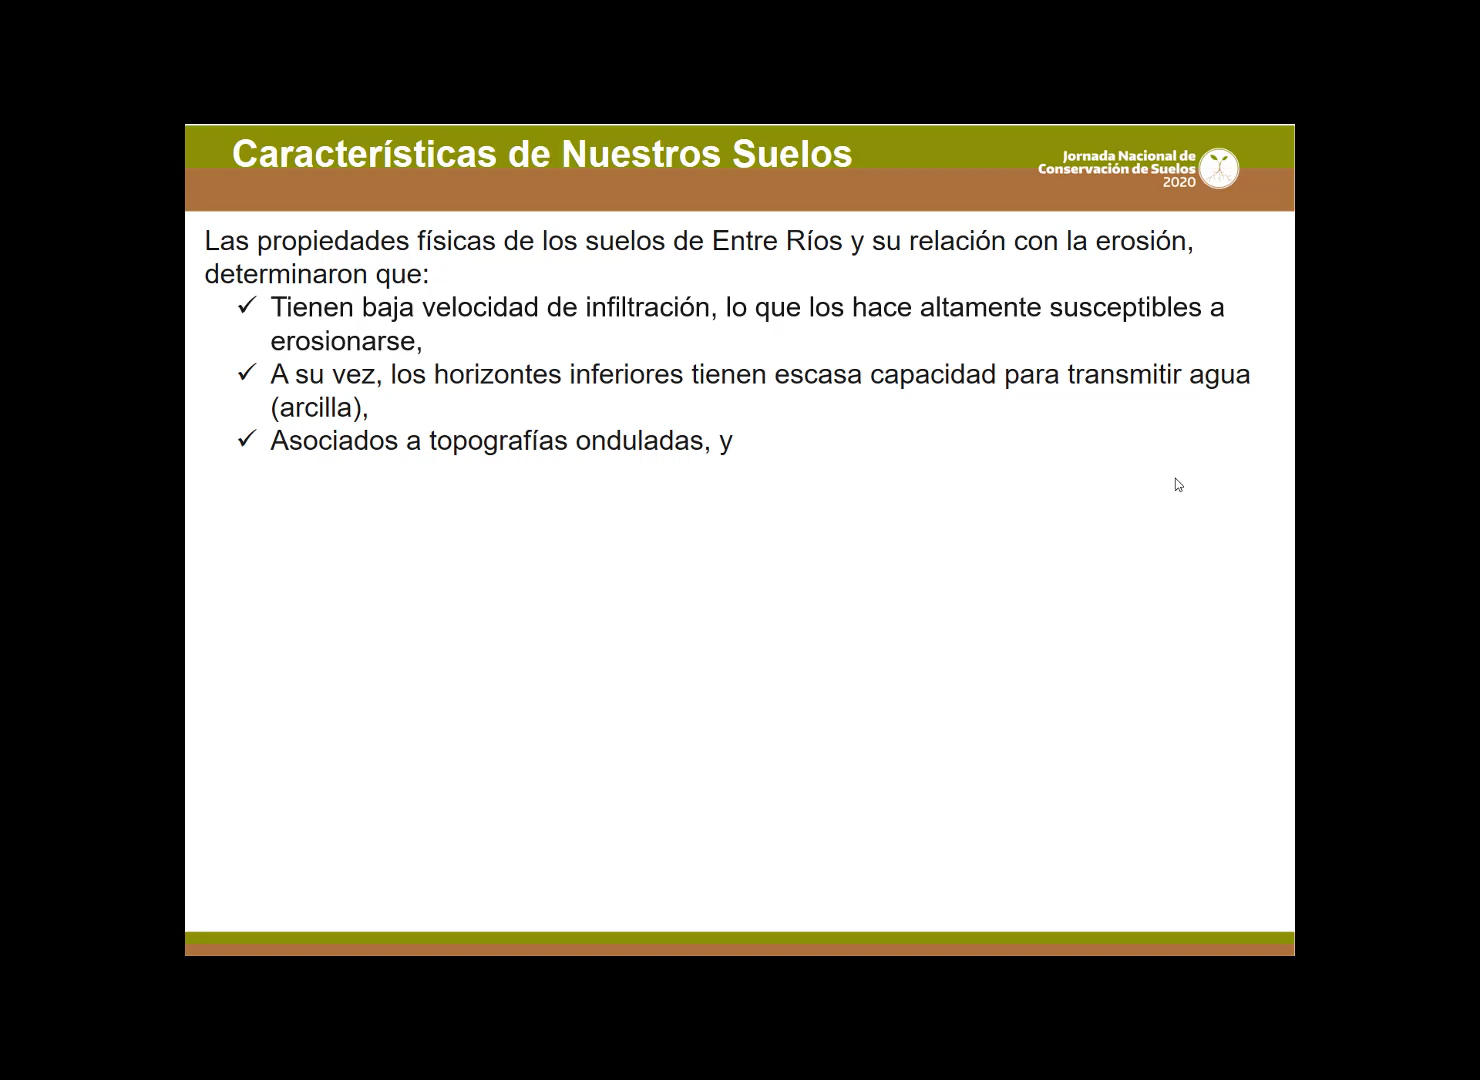 Características de Nuestros Suelos
Jornada Nacional de
Conservación de Suelos
2020
Las propiedades físicas de los suelos de Entre Ríos y su relación con la erosión,
determinaron que:
✓ Tienen baja velocidad de infiltración, lo que los hace altamente susceptibles a
erosionarse,
✓ A su vez, los horizontes inferiores tienen escasa capacidad para transmitir agua
(arcilla),
✓ Asociados a topografías onduladas, y